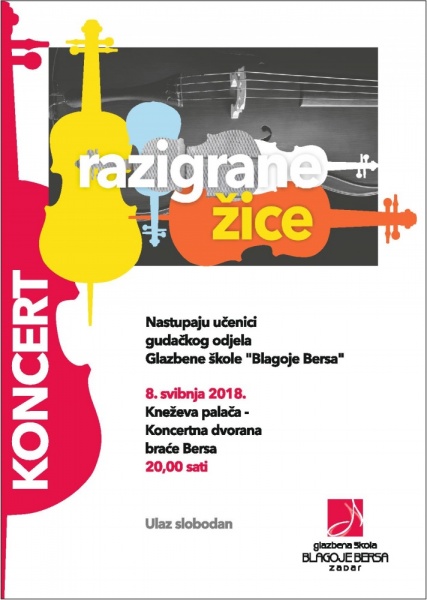 razigrane
žice
KONCERT
Nastupaju učenici
gudačkog odjela
Glazbene škole "Blagoje Bersa"
8. svibnja 2018.
Kneževa palača -
Koncertna dvorana
braće Bersa
20,00 sati
Ulaz slobodan
glazbena škola
BLAGOJE BERSA
zadar